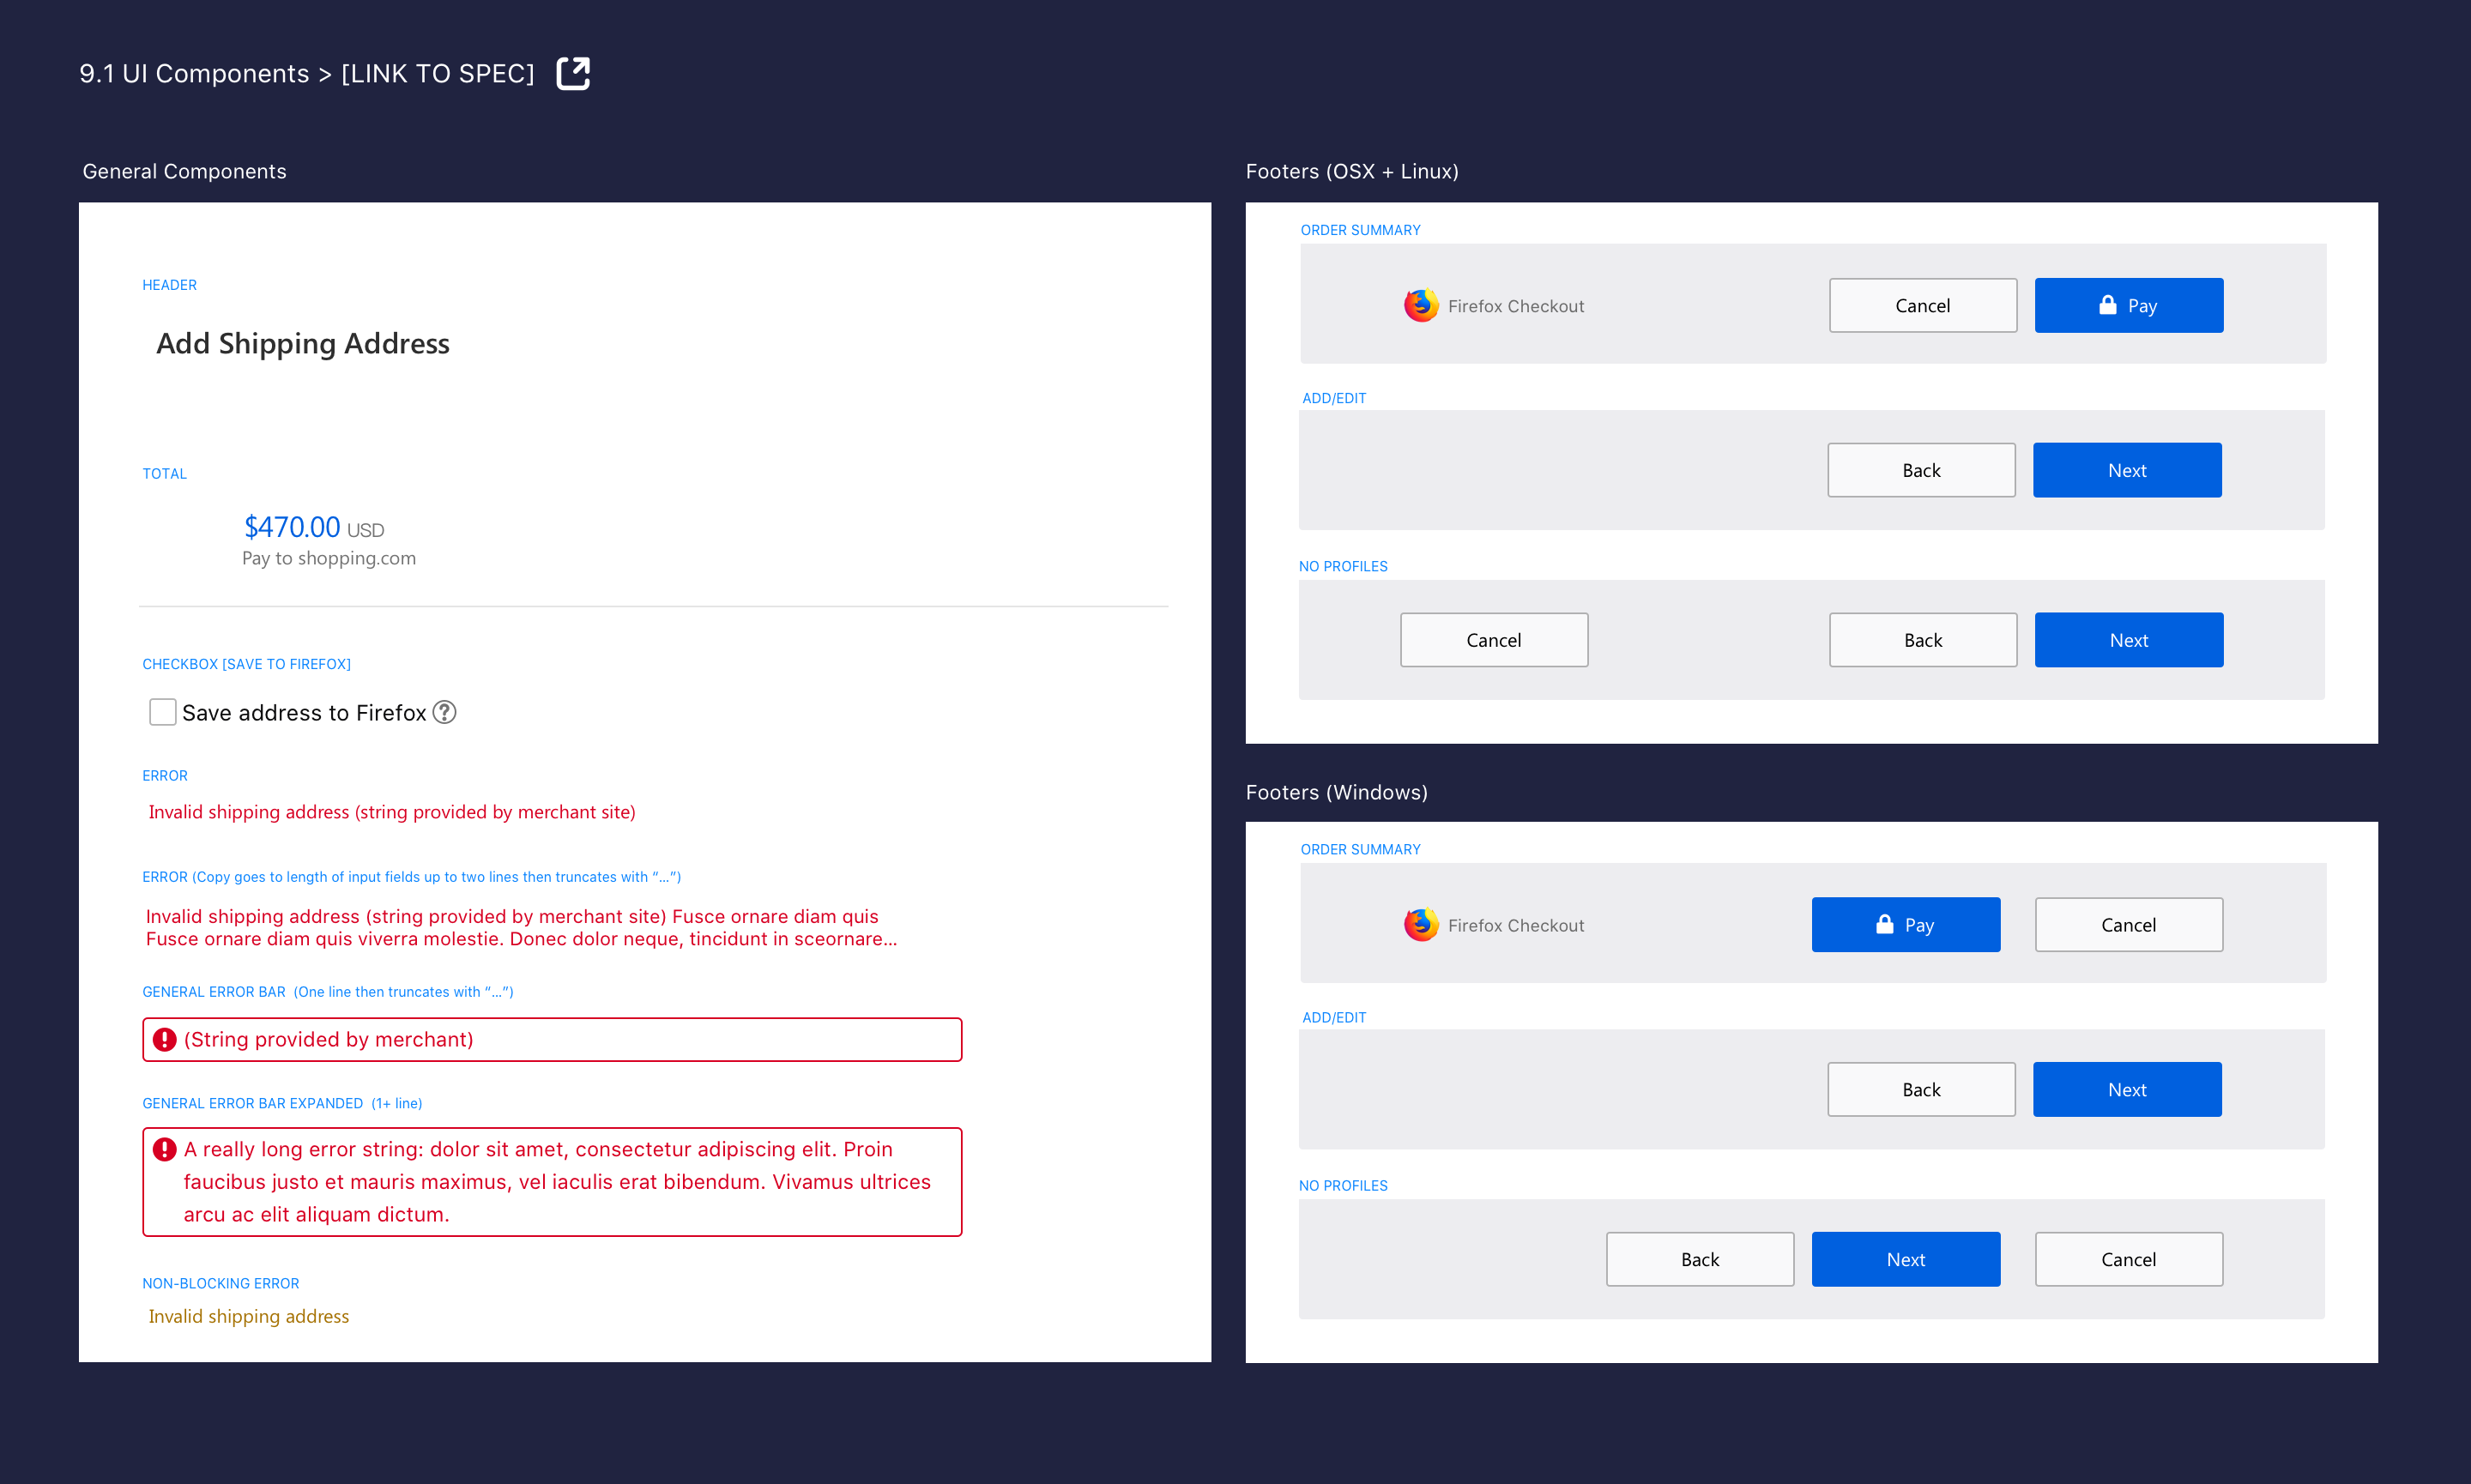 9.1 UI Components > [LINK TO SPEC]
General Components
HEADER
Add Shipping Address
TOTAL
$470.00 USD
Pay to shopping.com
CHECKBOX [SAVE TO FIREFOX]
Save address to Firefox ?
ERROR
Invalid shipping address (string provided by merchant site)
ERROR (Copy goes to length of input fields up to two lines then truncates with “...”)
Invalid shipping address (string provided by merchant site) Fusce ornare diam quis
Fusce ornare diam quis viverra molestie. Donec dolor neque, tincidunt in sceornare...
GENERAL ERROR BAR (One line then truncates with “...”)
(String provided by merchant)
GENERAL ERROR BAR EXPANDED (1+ line)
A really long error string: dolor sit amet, consectetur adipiscing elit. Proin
faucibus justo et mauris maximus, vel iaculis erat bibendum. Vivamus ultrices
arcu ac elit aliquam dictum.
NON-BLOCKING ERROR
Invalid shipping address
Footers (OSX + Linux)
ORDER SUMMARY
Firefox Checkout Cancel Pay
ADD/EDIT
Back Next
NO PROFILES
Cancel Back Next
Footers (Windows)
ORDER SUMMARY
Firefox Checkout Pay Cancel
ADD/EDIT
Back Next
NO PROFILES
Back Next Cancel